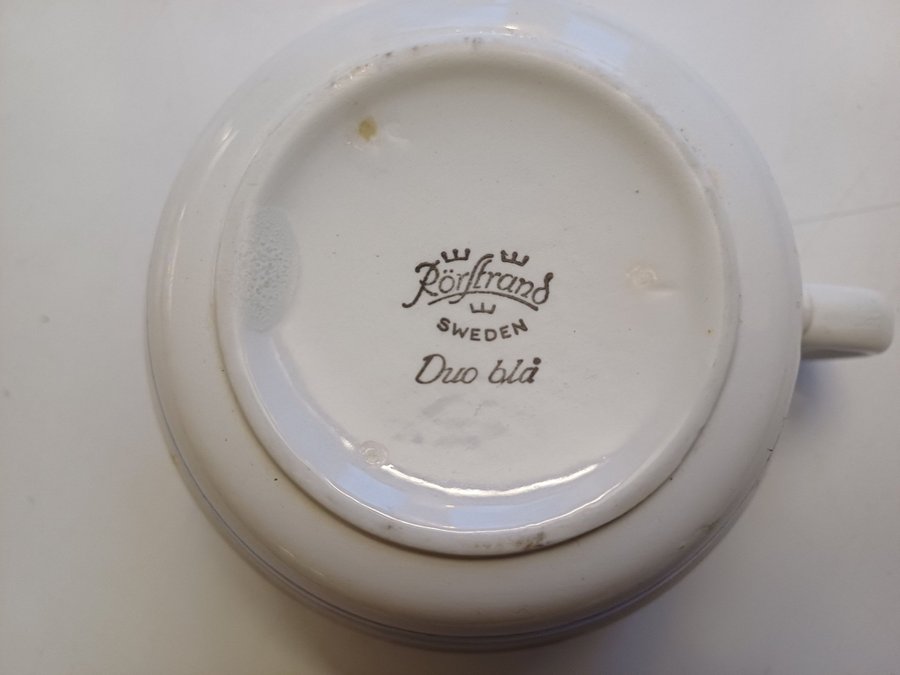 Rörstrand
SWEDEN
Duo blå